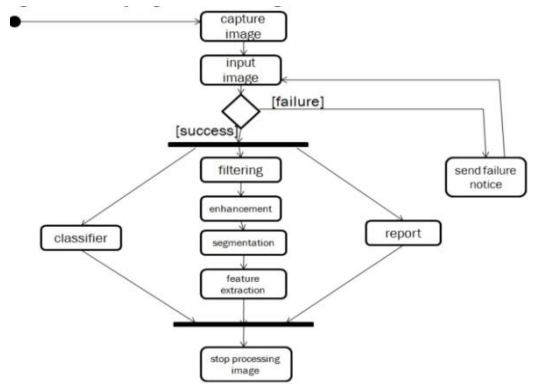 capture
image
input
image
[failure]
[success]
filtering
send failure
notice
enhancement
classifier
segmentation
report
feature
extraction
stop processing
image